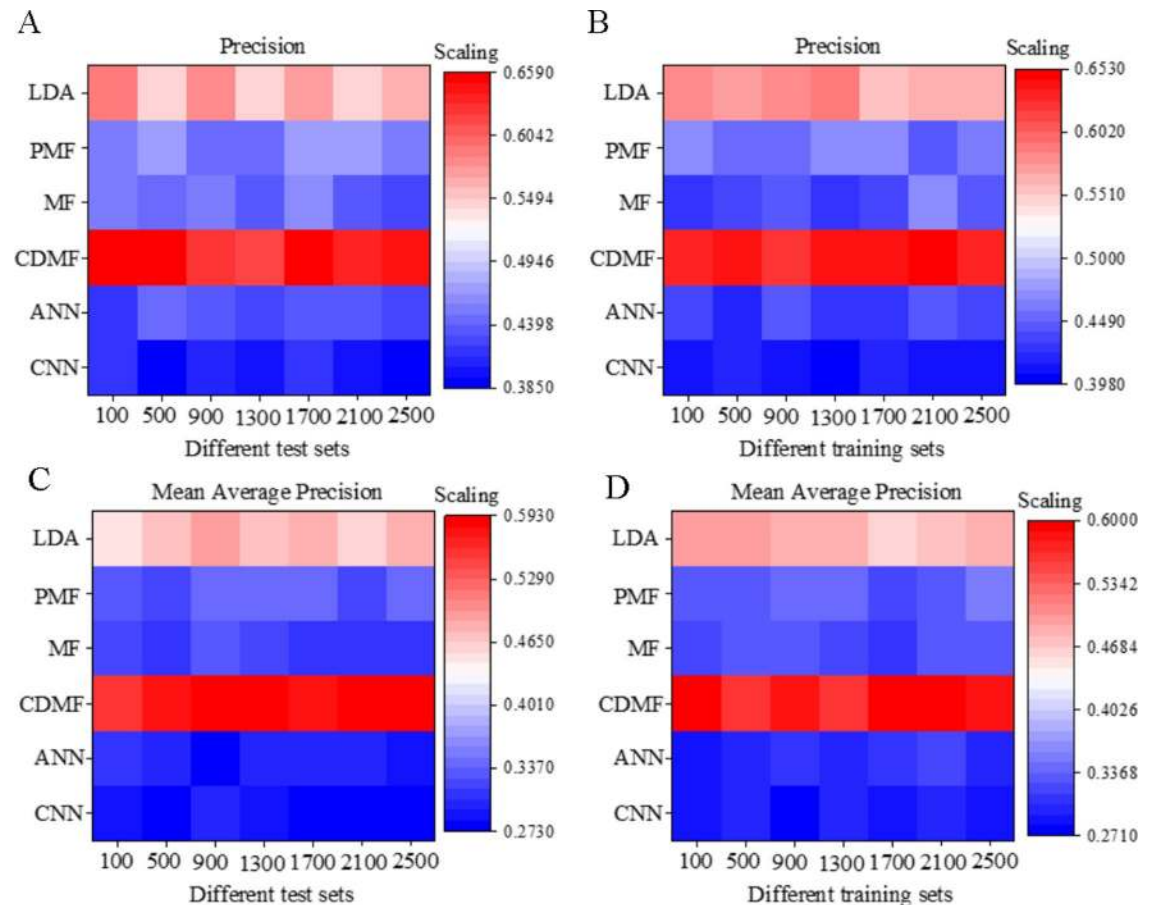 A
Precision
Scaling
LDA
PMF
MF
CDMF
ANN
CNN
0.6590
0.6042
0.5494
0.4946
0.4398
0.3850
100 500 900 1300 1700 2100 2500
Different test sets
B
Precision
Scaling
LDA
PMF
MF
CDMF
ANN
CNN
0.6530
0.6020
0.5510
0.5000
0.4490
0.3980
100 500 900 1300 1700 2100 2500
Different training sets
C
Mean Average Precision
Scaling
LDA
PMF
MF
CDMF
ANN
CNN
0.5930
0.5290
0.4650
0.4010
0.3370
0.2730
100 500 900 1300 1700 2100 2500
Different test sets
D
Mean Average Precision
Scaling
LDA
PMF
MF
CDMF
ANN
CNN
0.6000
0.5342
0.4684
0.4026
0.3368
0.2710
100 500 900 1300 1700 2100 2500
Different training sets